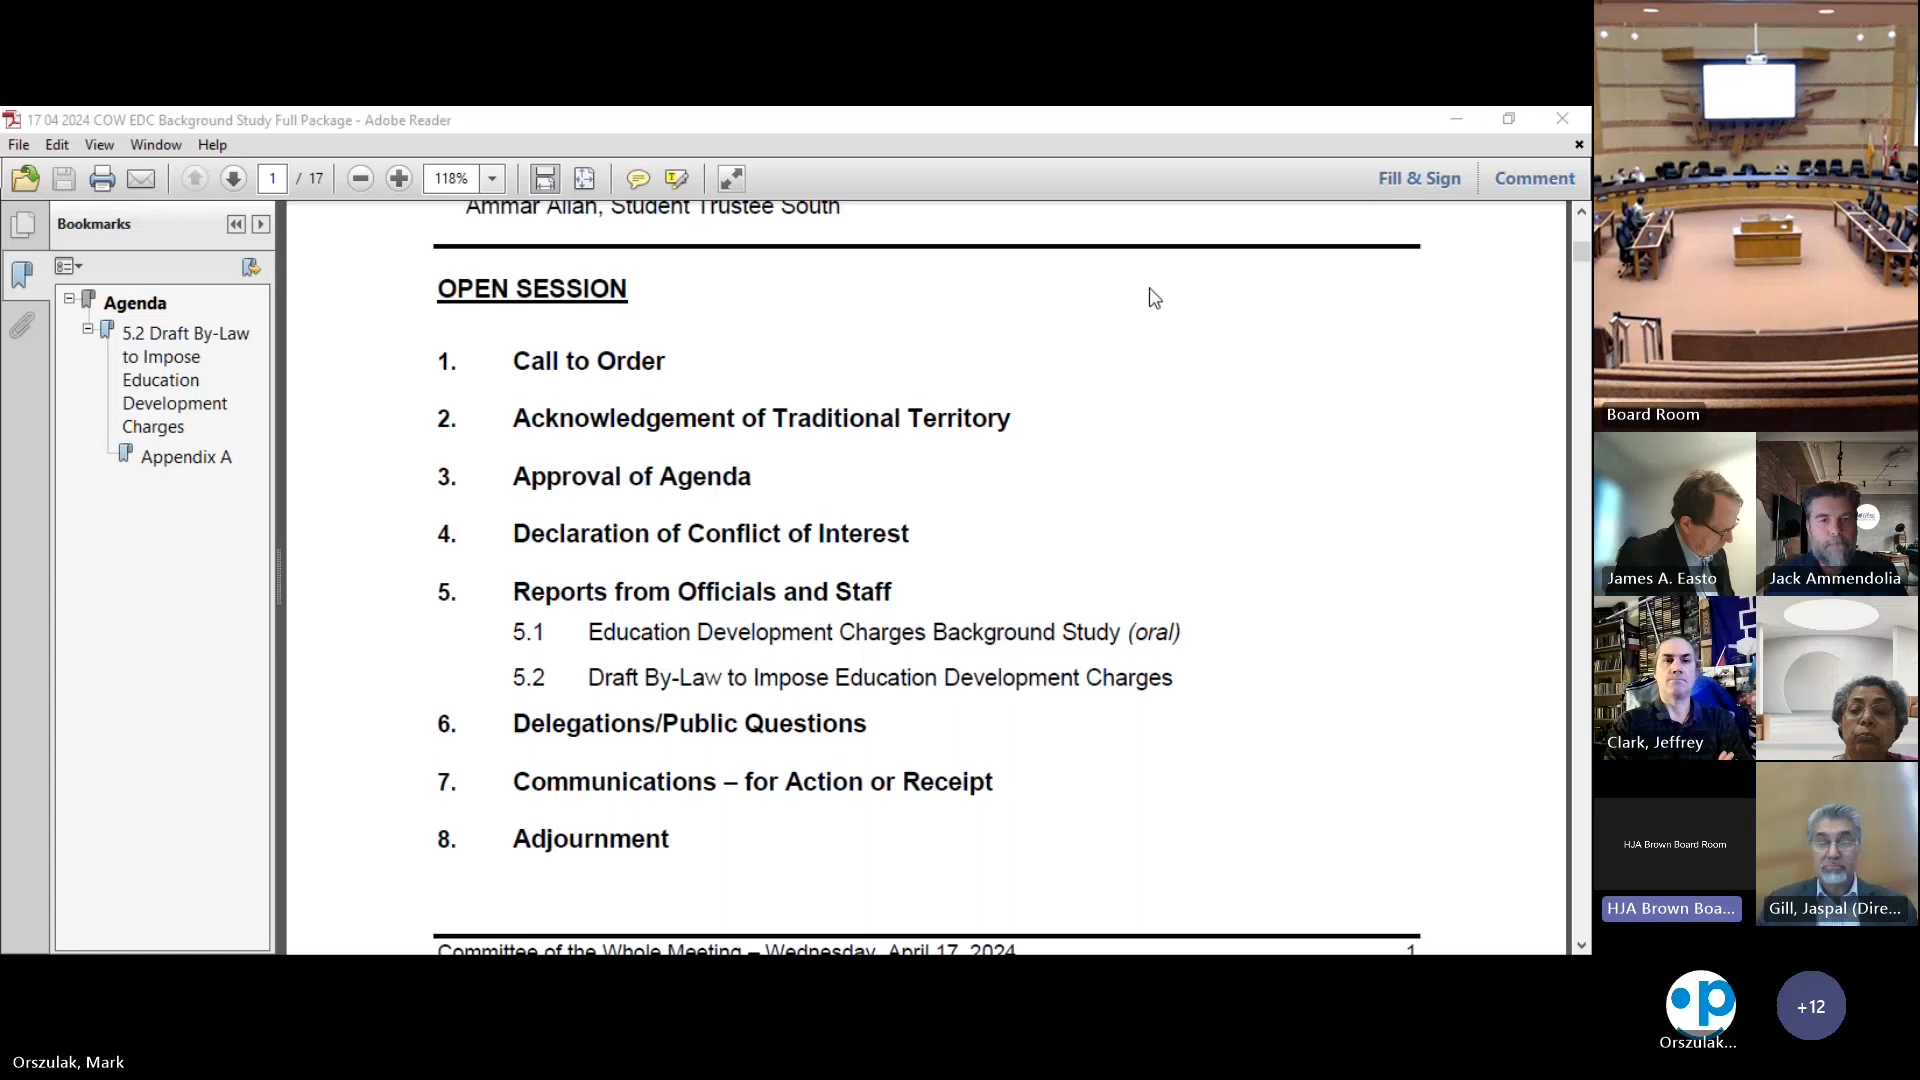 17 04 2024 COW EDC Background Study Full Package - Adobe Reader
File Edit View Window Help
1 / 17 118% Fill & Sign Comment
Bookmarks
Agenda
5.2 Draft By-Law
to Impose
Education
Development
Charges
Appendix A
Ammar Allah, Student Trustee South
OPEN SESSION
1. Call to Order
2. Acknowledgement of Traditional Territory
3. Approval of Agenda
4. Declaration of Conflict of Interest
5. Reports from Officials and Staff
5.1 Education Development Charges Background Study (oral)
5.2 Draft By-Law to Impose Education Development Charges
6. Delegations/Public Questions
7. Communications – for Action or Receipt
8. Adjournment
Committee of the Whole Meeting – Wednesday, April 17, 2024 1
Board Room
James A. Easto
Jack Ammendolia
Clark, Jeffrey
HJA Brown Board Room
HJA Brown Boa...
Gill, Jaspal (Dire...
p
Orszulak...
+12
Orszulak, Mark